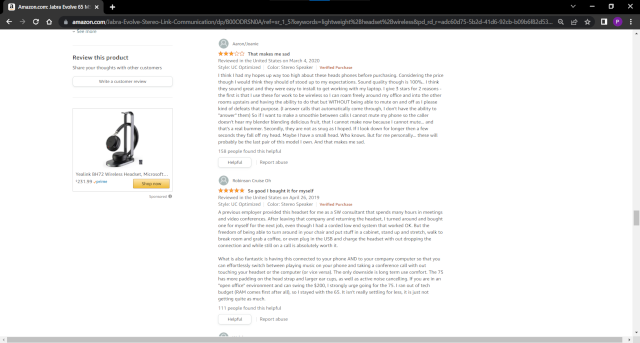 Amazon.com: Jabra Evolve 65 M
amazon.com/Jabra-Evolve-Stereo-Link-Communication/dp/B00ODR5N0A/ref=sr_1_5?keywords=lightweight%2Bheadset%2Bwireless
See more
Review this product
Share your thoughts with other customers
Write a customer review
Yealink BH72 Wireless Headset, Microsoft...
Shop now
Sponsored
That makes me sad
Reviewed in the United States on March 4, 2020
Style: UC Optimized Color: Stereo Speaker Verified Purchase
I think I had my hopes up way too high about these heads phones before purchasing. Considering the price
though I would think they should of stood up to my expectations. Sound quality though is 100%.. I think
they sound great and they were easy to install to get working with my laptop. I give 3 stars for 2 reasons -
the first is that I use these for work to be wireless so I can roam freely around my office and into the other
rooms upstairs and having the ability to do that but WITHOUT being able to mute on and off as I please
kind of defeats that purpose. (I answer calls that automatically come through, I don't have the ability to
"answer" them) So if I want to make a smoothie between calls I cannot mute my phone so the caller
doesn't hear my blender blending delicious fruit, that I cannot make now because I cannot mute... and
that's a real bummer. Secondly, they are not as snug as I hoped. If I look down for longer then a few
seconds they fall off my head. Maybe I have a small head. Who knows. But for me personally... these will
probably be the last pair of this model I own. And that makes me sad.
158 people found this helpful
Helpful Report abuse
Robinson Cruise Oh
So good I bought it for myself
Reviewed in the United States on April 26, 2019
Style: UC Optimized Color: Stereo Speaker Verified Purchase
A previous employer provided this headset for me as a SW consultant that spends many hours in meetings
and video conferences. After leaving that company and returning the headset, I turned around and bought
one for myself for the next job, even though I had a corded low end system that worked OK. But the
freedom of being able to turn around in your chair and put stuff in a cabinet, stand up and stretch, walk to
break room and grab a coffee, or even plug in the USB and charge the headset with out dropping the
connection and while still on a call is absolutely worth it.
What is also fantastic is having this connected to your phone AND to your company computer so that you
can effortlessly switch between playing music on your phone and taking a conference call with out
touching your headset or the computer (or vice versa). The only downside is long term use comfort. The 75
has more padding on the head strap and larger ear cups, as well as active noise cancelling. If you are in an
"open office" environment and can swing the $200, I strongly urge going for the 75. I ran out of tech
budget (RAM comes first after all), so I stayed with the 65. It isn't really settling for less, it is just not
getting quite as much.
111 people found this helpful
Helpful Report abuse